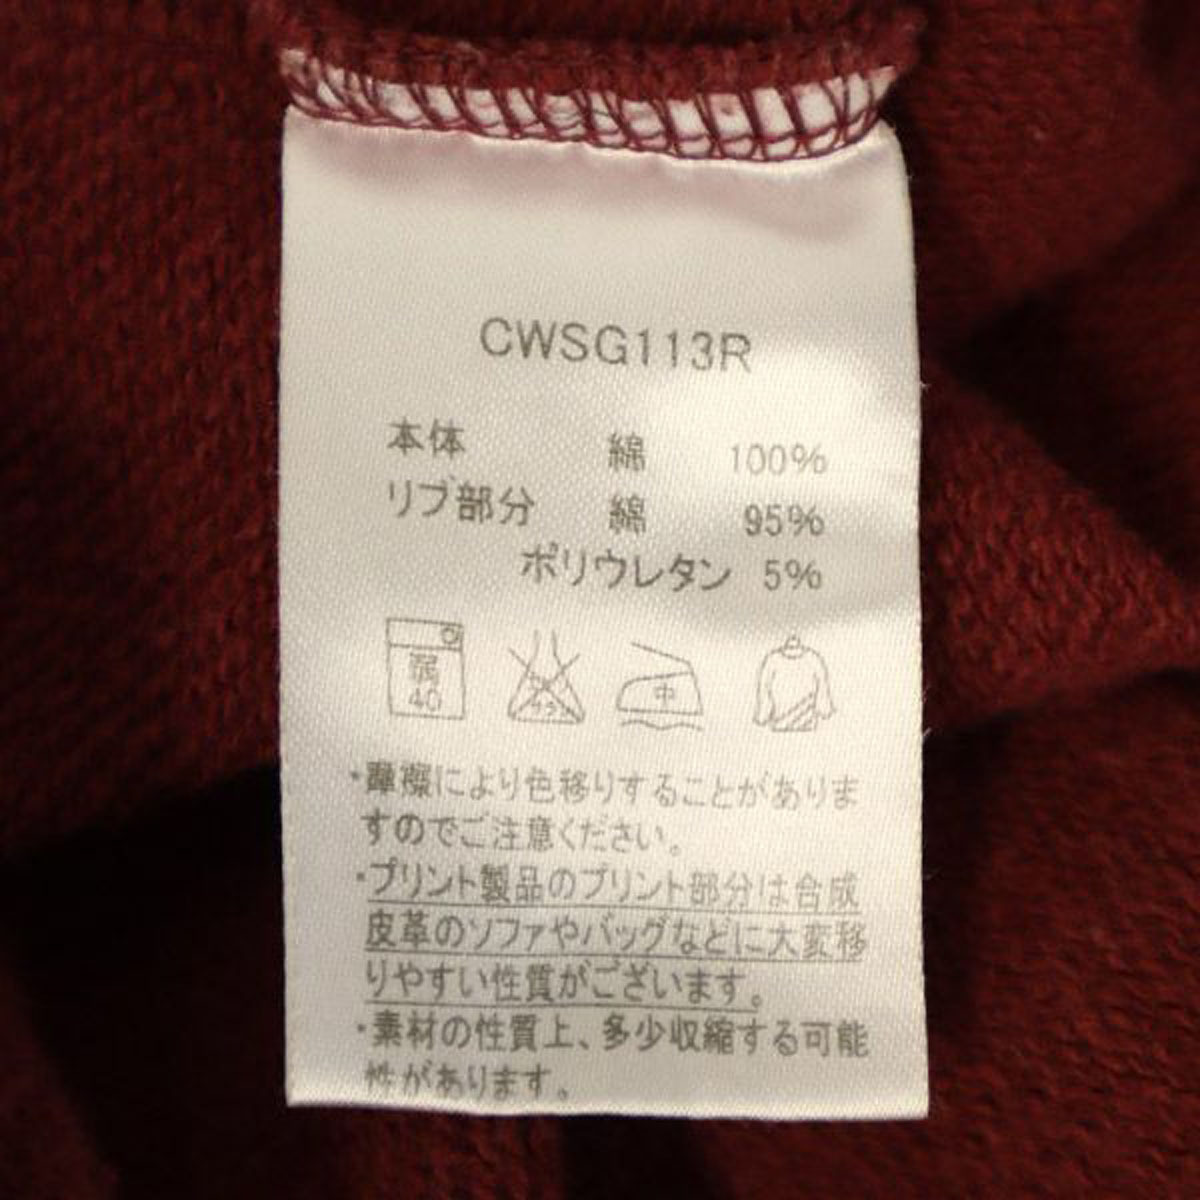 CWSG113R
本体 綿 100%
リブ部分 綿 95%
ポリウレタン 5%
弱 40 中
・摩擦により色移りすることがありま
すのでご注意ください。
・プリント製品のプリント部分は合成
皮革のソファやバッグなどに大変移
りやすい性質がございます。
・素材の性質上、多少収縮する可能
性があります。